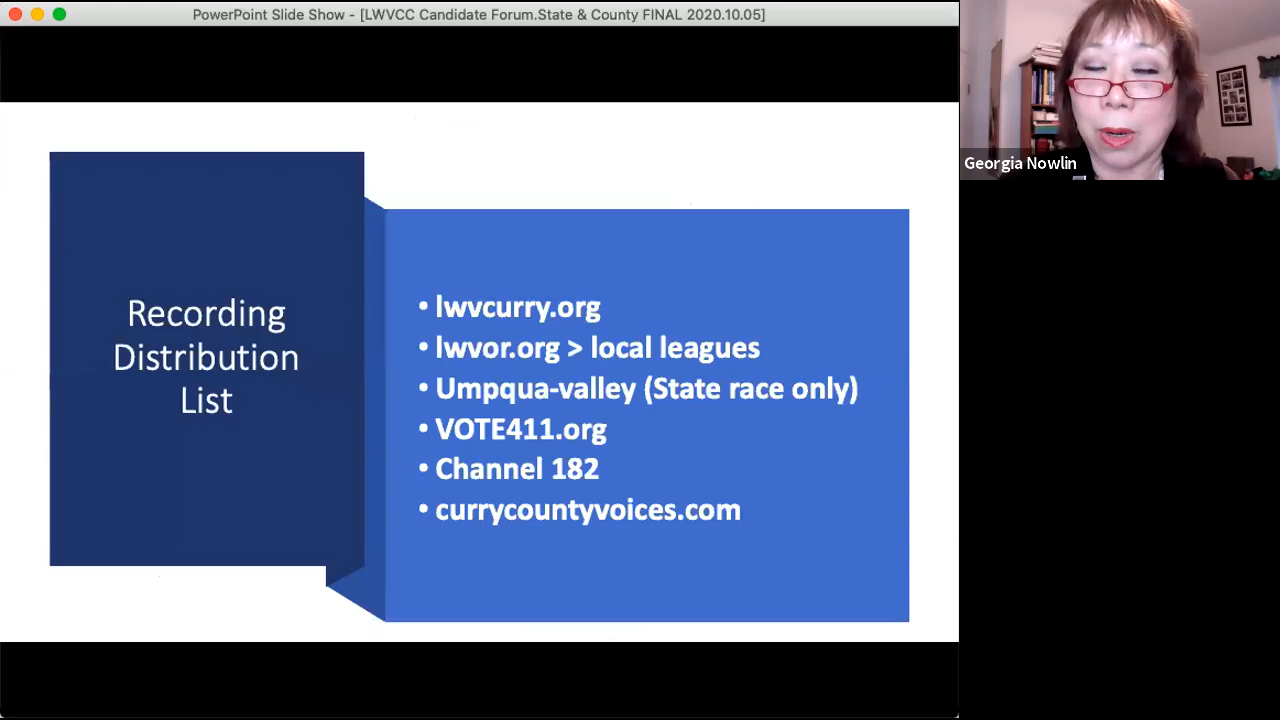 PowerPoint Slide Show - [LWVCC Candidate Forum.State & County FINAL 2020.10.05]
Georgia Nowlin
Recording
Distribution
List
• lwvcurry.org
• lwvor.org > local leagues
• Umpqua-valley (State race only)
• VOTE411.org
• Channel 182
• currycountyvoices.com